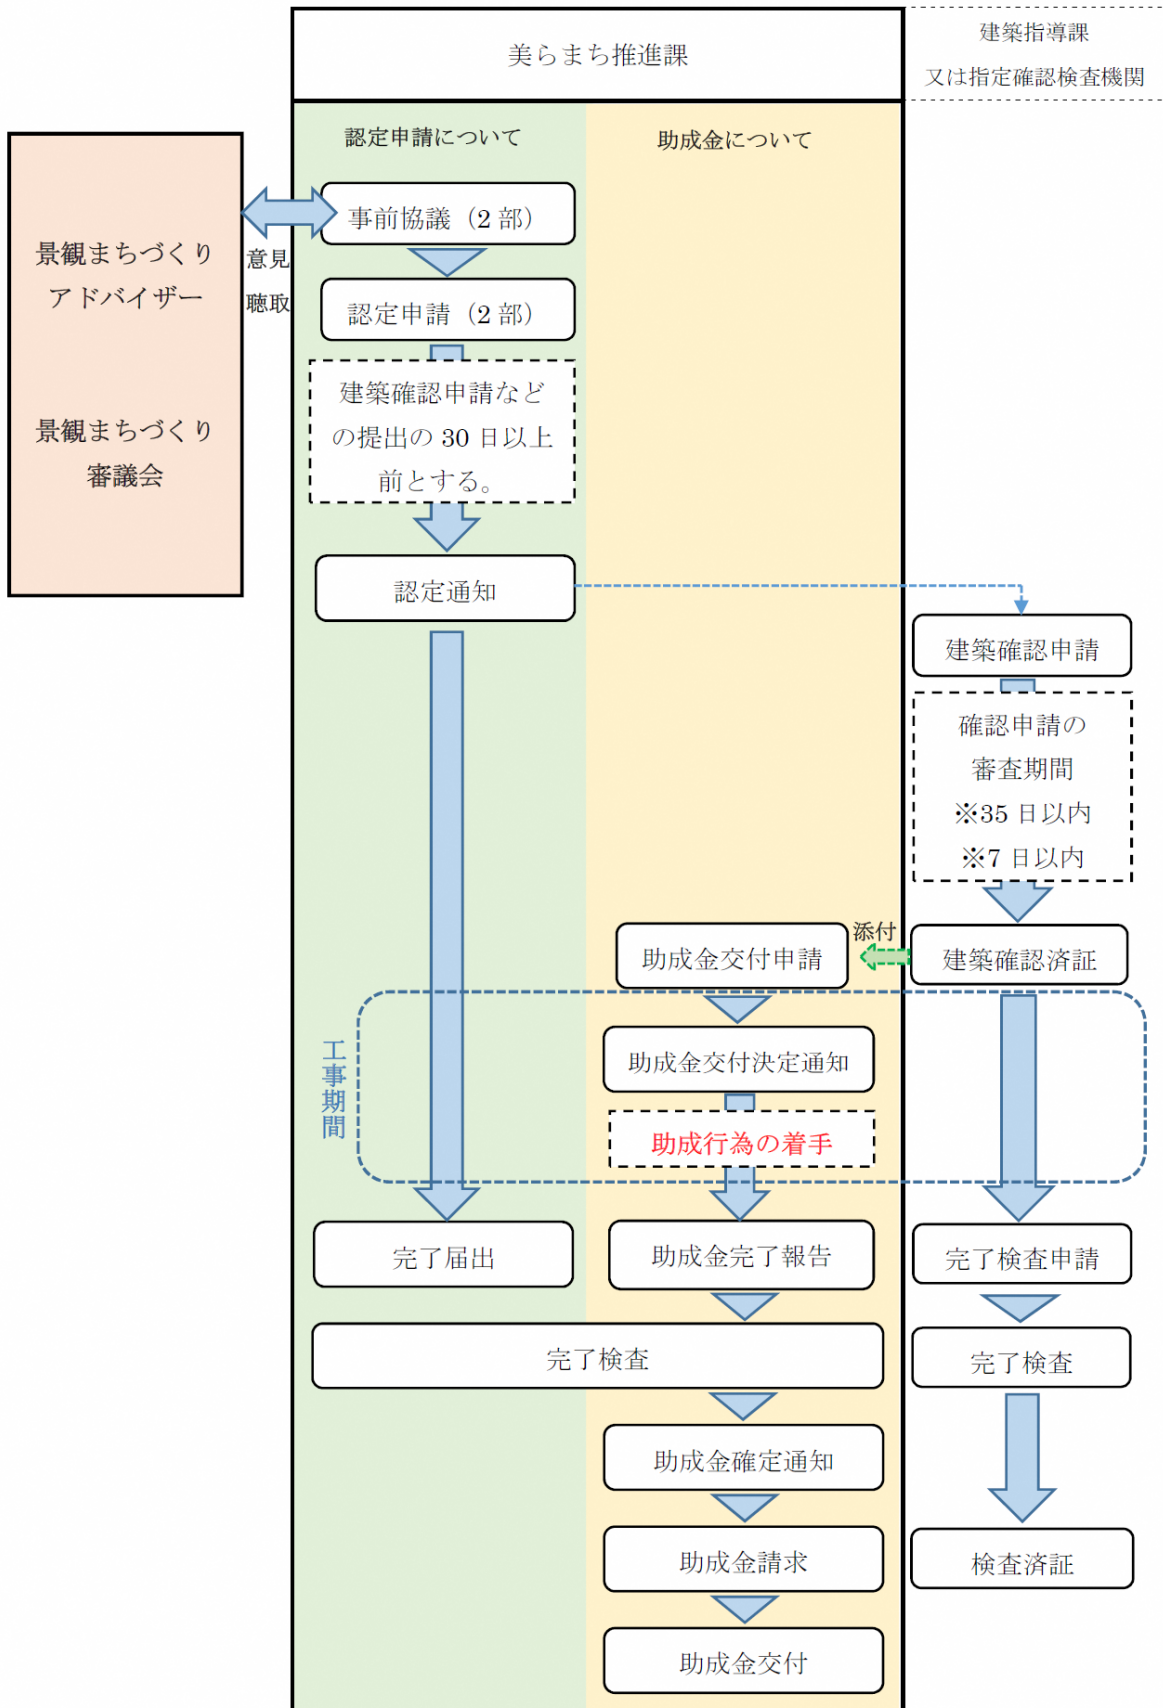 美らまち推進課
建築指導課
又は指定確認検査機関
認定申請について
助成金について
景観まちづくり
アドバイザー
景観まちづくり
審議会
意見
聴取
事前協議（2 部）
認定申請（2 部）
建築確認申請など
の提出の 30 日以上
前とする。
認定通知
建築確認申請
確認申請の
審査期間
※35 日以内
※7 日以内
添付
助成金交付申請
建築確認済証
工事期間
助成金交付決定通知
助成行為の着手
完了届出
助成金完了報告
完了検査申請
完了検査
完了検査
助成金確定通知
助成金請求
検査済証
助成金交付